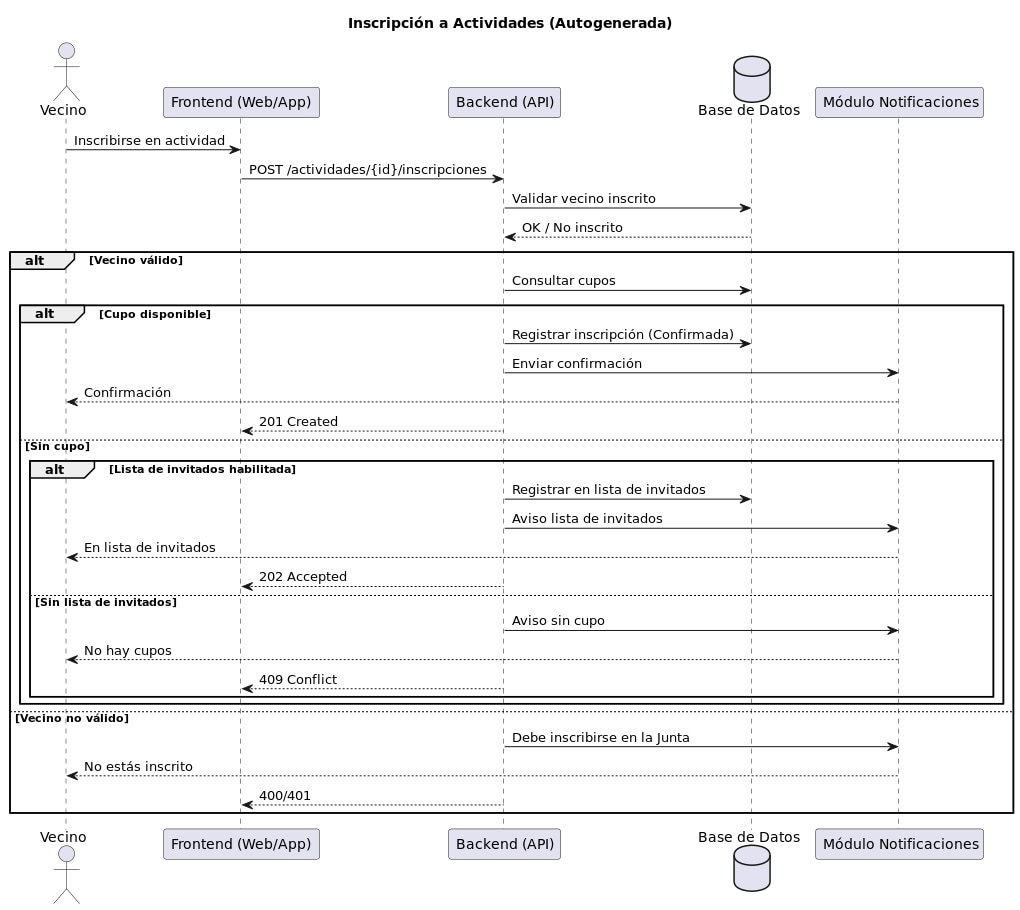 Inscripción a Actividades (Autogenerada)
Vecino
Frontend (Web/App)
Backend (API)
Base de Datos
Módulo Notificaciones
Inscribirse en actividad
POST /actividades/{id}/inscripciones
Validar vecino inscrito
OK / No inscrito
alt [Vecino válido]
Consultar cupos
alt [Cupo disponible]
Registrar inscripción (Confirmada)
Enviar confirmación
Confirmación
201 Created
[Sin cupo]
alt [Lista de invitados habilitada]
Registrar en lista de invitados
Aviso lista de invitados
En lista de invitados
202 Accepted
[Sin lista de invitados]
Aviso sin cupo
No hay cupos
409 Conflict
[Vecino no válido]
Debe inscribirse en la Junta
No estás inscrito
400/401
Vecino
Frontend (Web/App)
Backend (API)
Base de Datos
Módulo Notificaciones